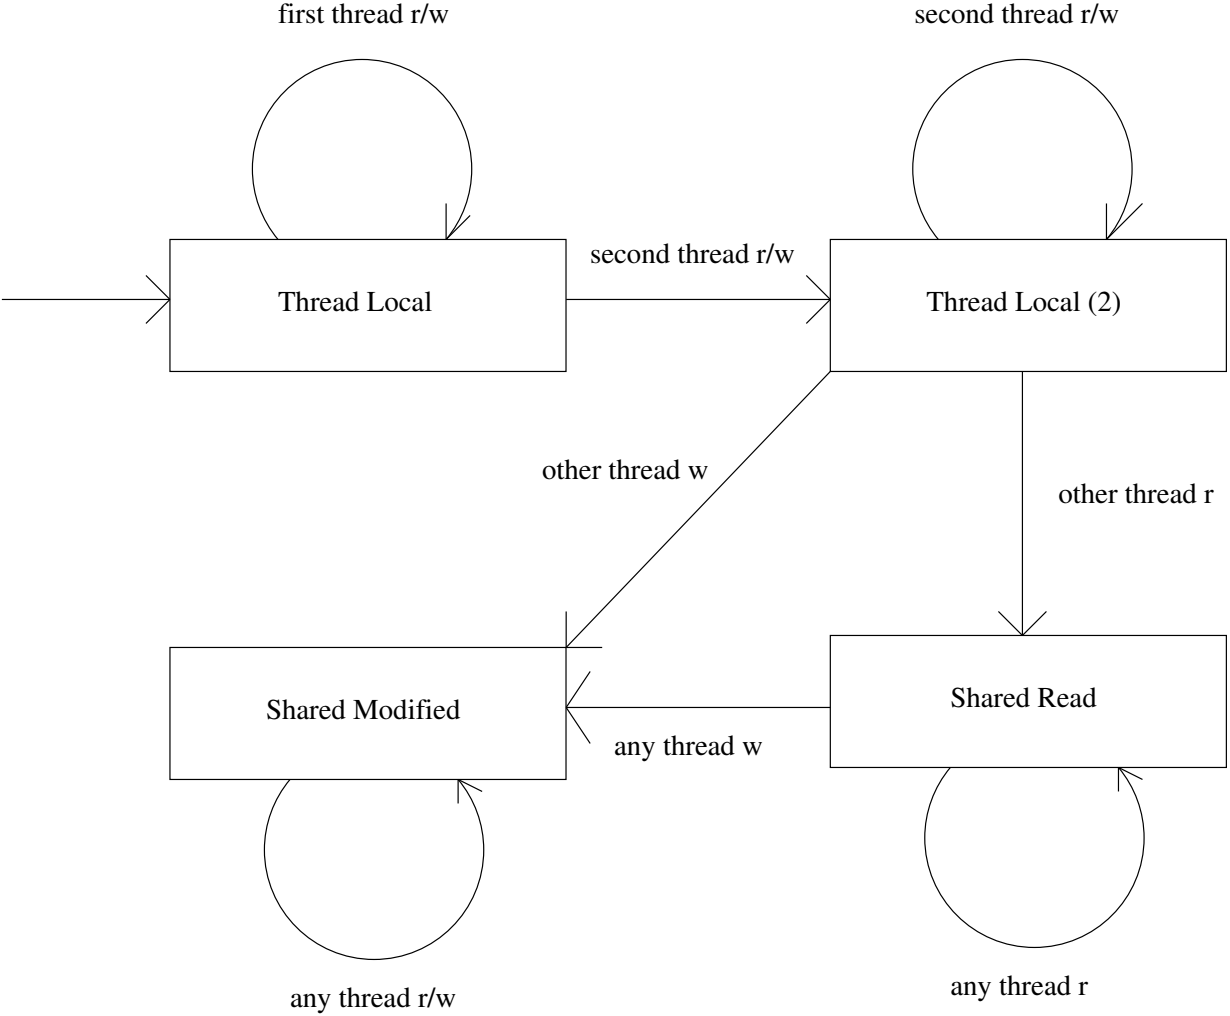 first thread r/w
second thread r/w
second thread r/w
Thread Local
Thread Local (2)
other thread w
other thread r
Shared Modified
Shared Read
any thread w
any thread r/w
any thread r